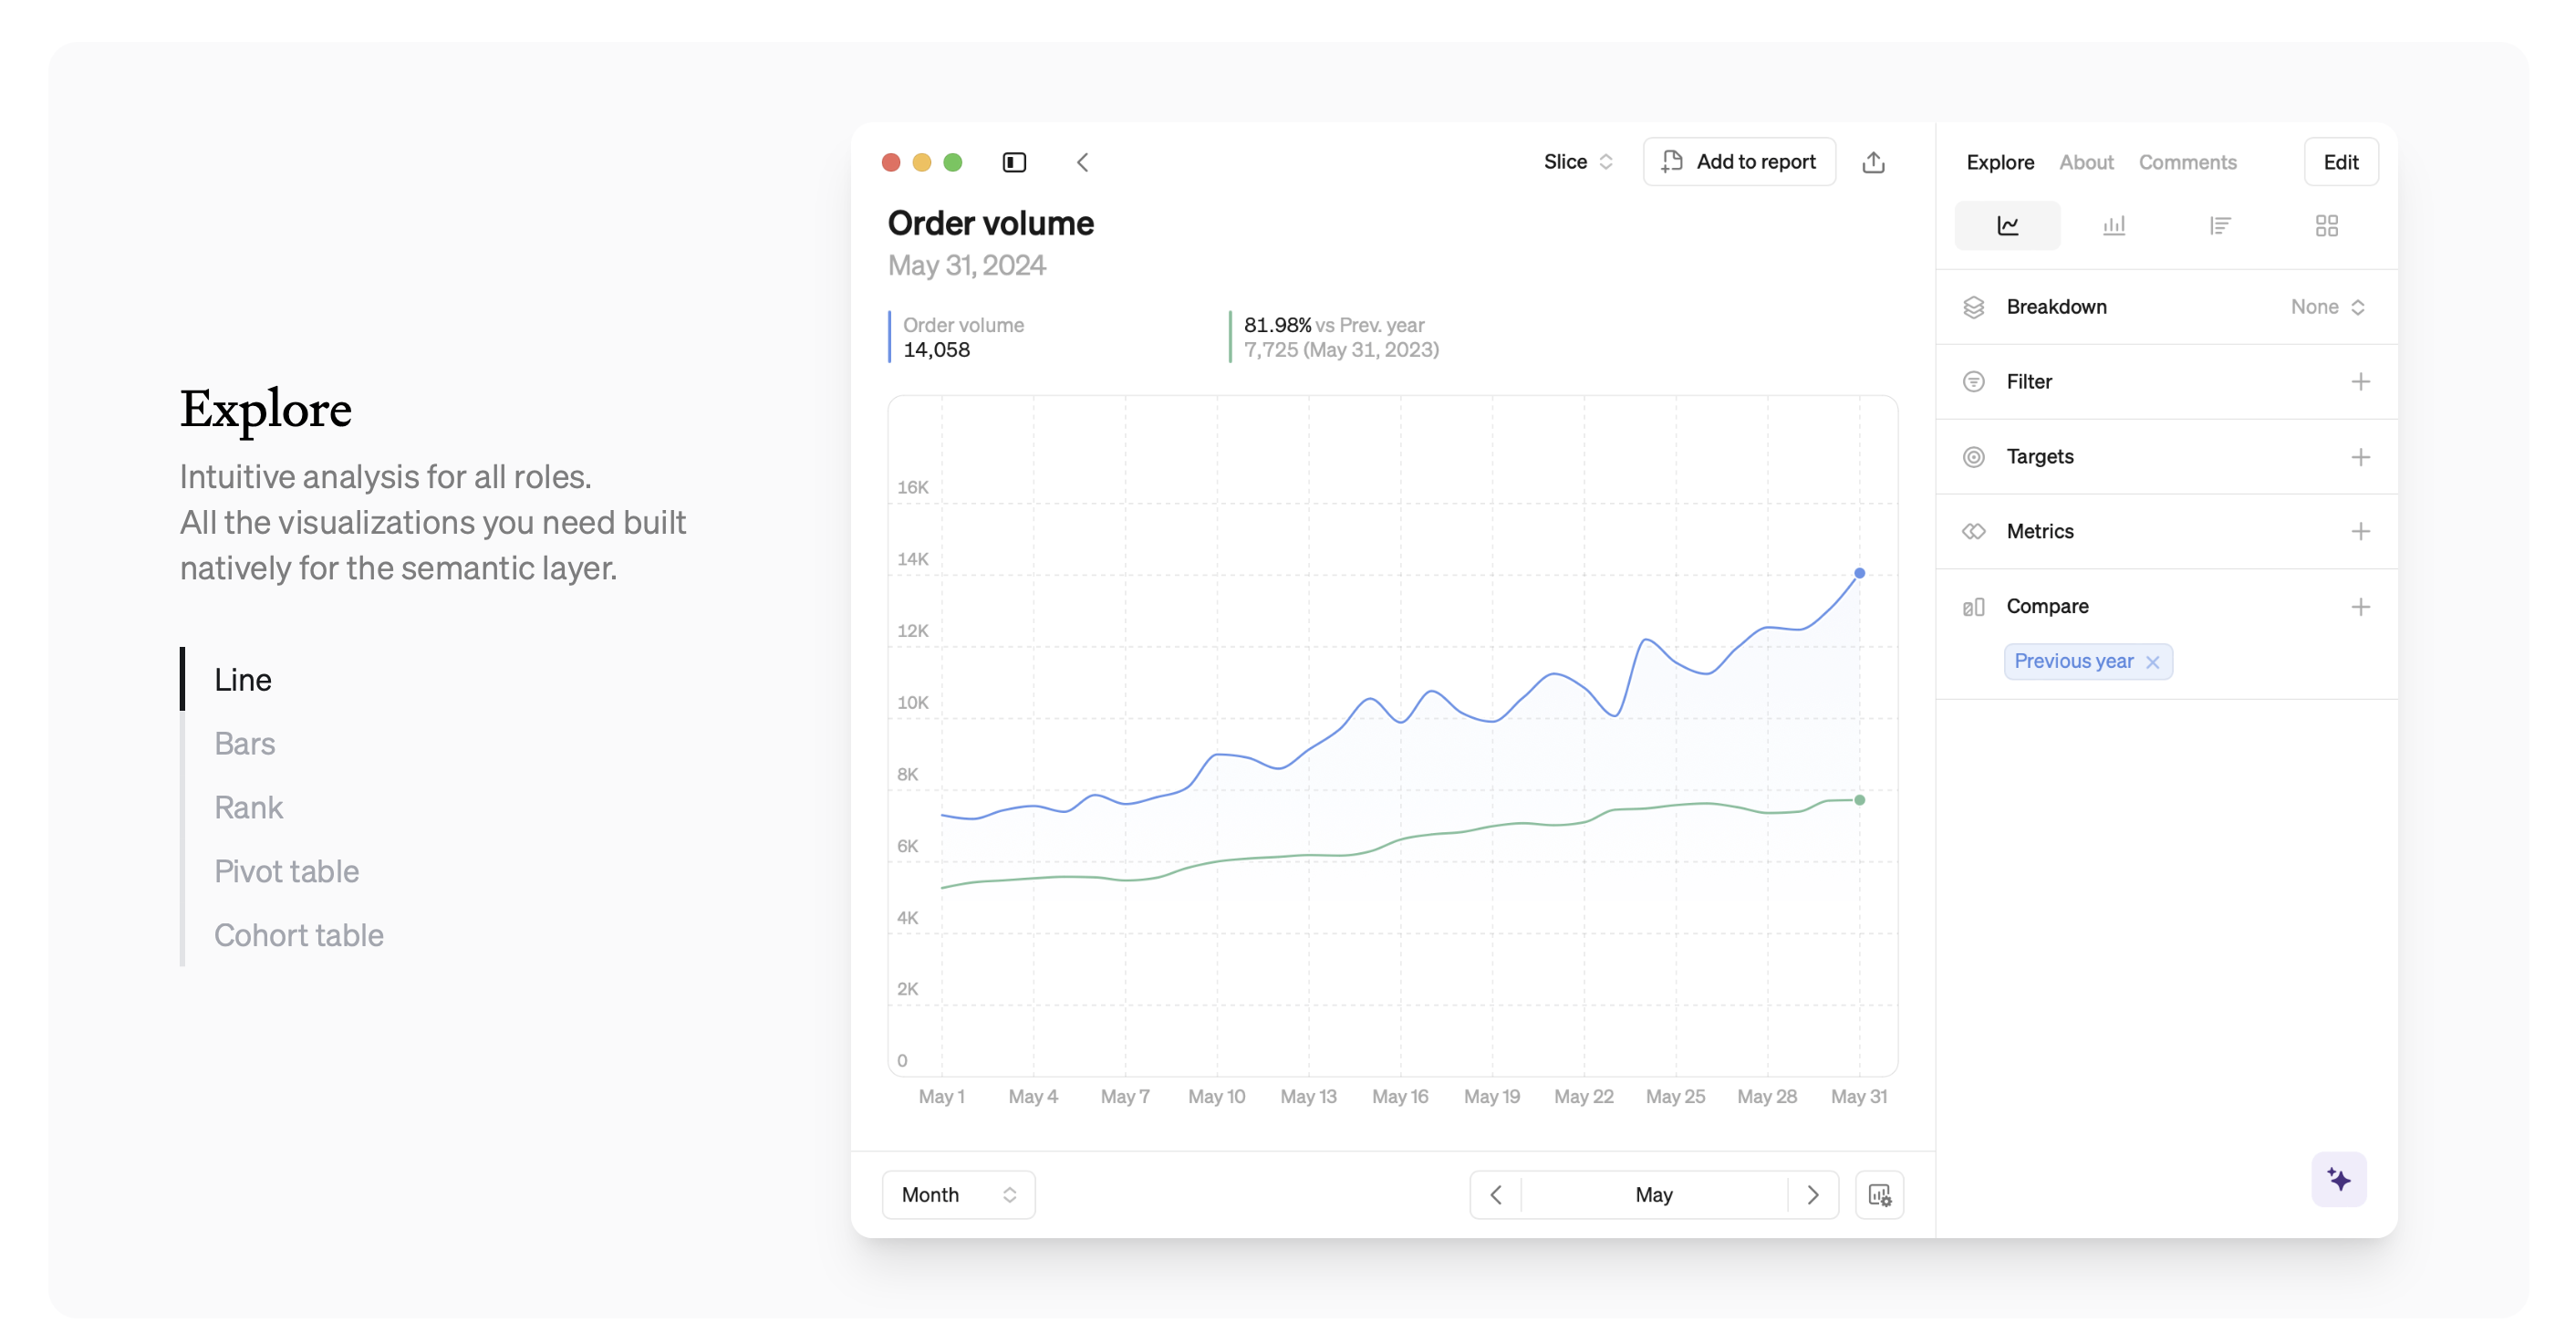 Explore
Intuitive analysis for all roles.
All the visualizations you need built
natively for the semantic layer.
Line
Bars
Rank
Pivot table
Cohort table
Slice
Add to report
Order volume
May 31, 2024
Order volume
14,058
81.98% vs Prev. year
7,725 (May 31, 2023)
16K
14K
12K
10K
8K
6K
4K
2K
0
May 1 May 4 May 7 May 10 May 13 May 16 May 19 May 22 May 25 May 28 May 31
Month
May
Explore About Comments
Edit
Breakdown None
Filter
Targets
Metrics
Compare
Previous year